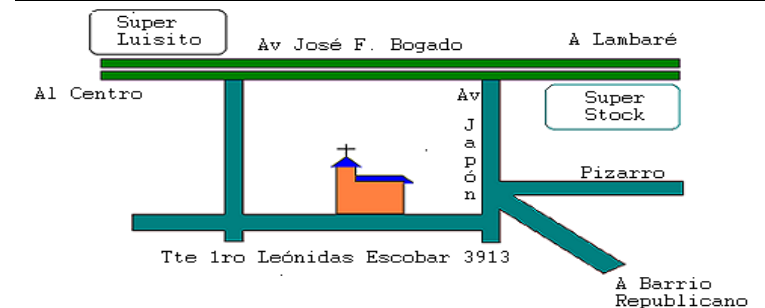 Super
Luisito
Av José F. Bogado
A Lambaré
Al Centro
Av Japón
Super
Stock
Pizarro
Tte 1ro Leónidas Escobar 3913
A Barrio
Republicano